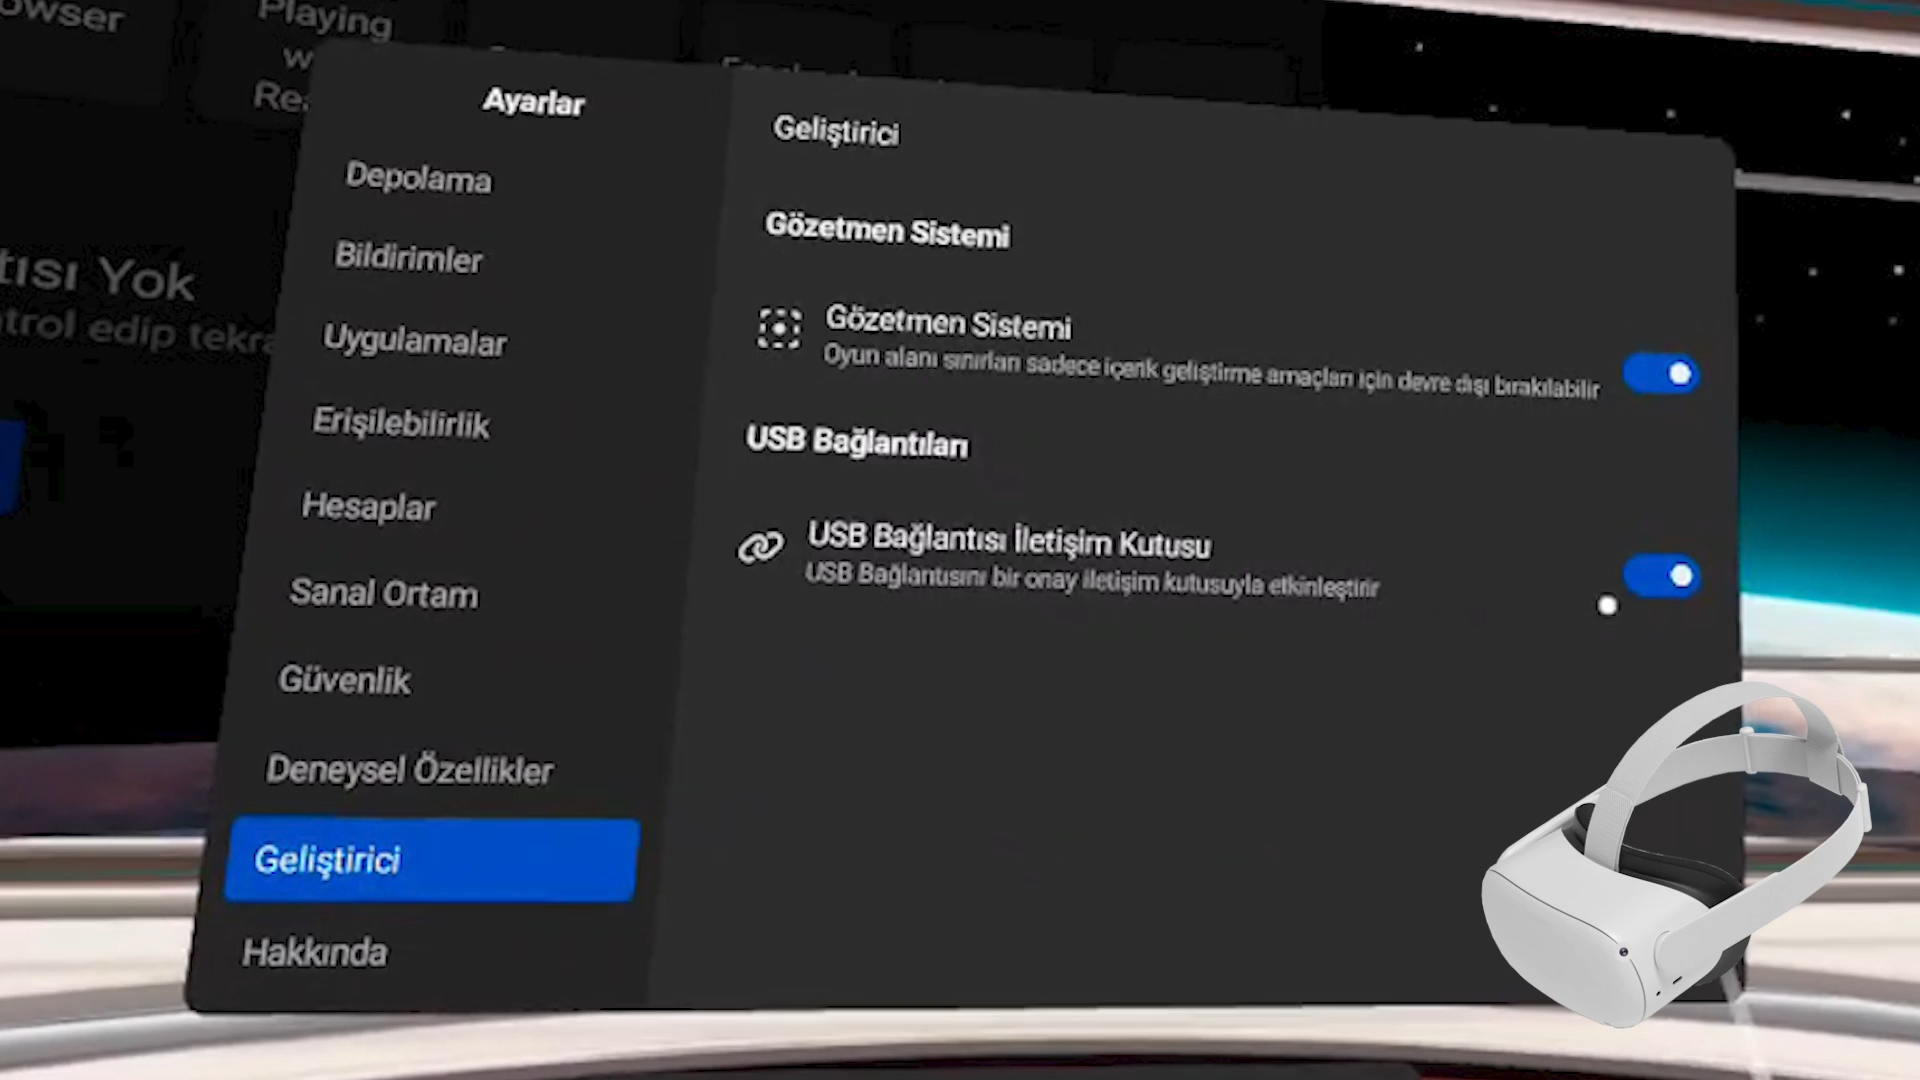 Playing
Ayarlar
Depolama
Bildirimler
Uygulamalar
Erişilebilirlik
Hesaplar
Sanal Ortam
Güvenlik
Deneysel Özellikler
Geliştirici
Hakkında
Geliştirici
Gözetmen Sistemi
Gözetmen Sistemi
Oyun alanı sınırları sadece içerik geliştirme amaçları için devre dışı bırakılabilir
USB Bağlantıları
USB Bağlantısı İletişim Kutusu
USB Bağlantısını bir onay iletişim kutusuyla etkinleştirir
Yok
edip